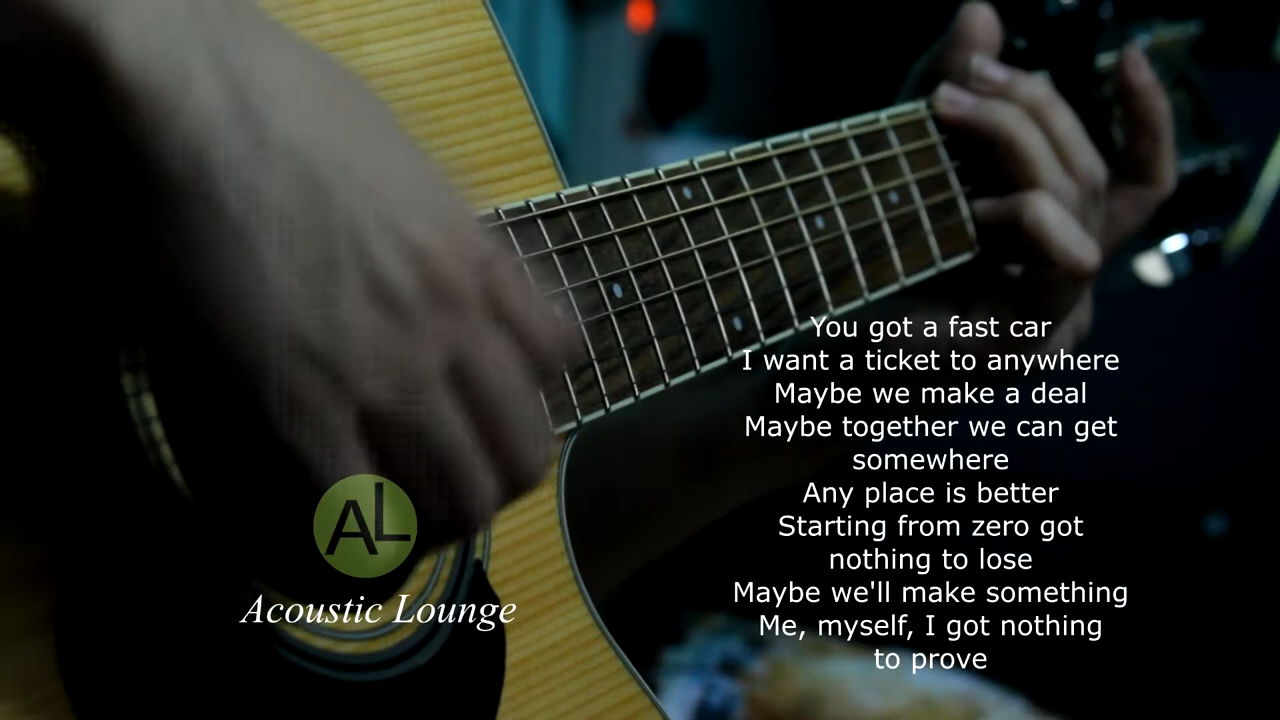 You got a fast car
I want a ticket to anywhere
Maybe we make a deal
Maybe together we can get
somewhere
Any place is better
Starting from zero got
nothing to lose
Maybe we'll make something
Me, myself, I got nothing
to prove
AL
Acoustic Lounge